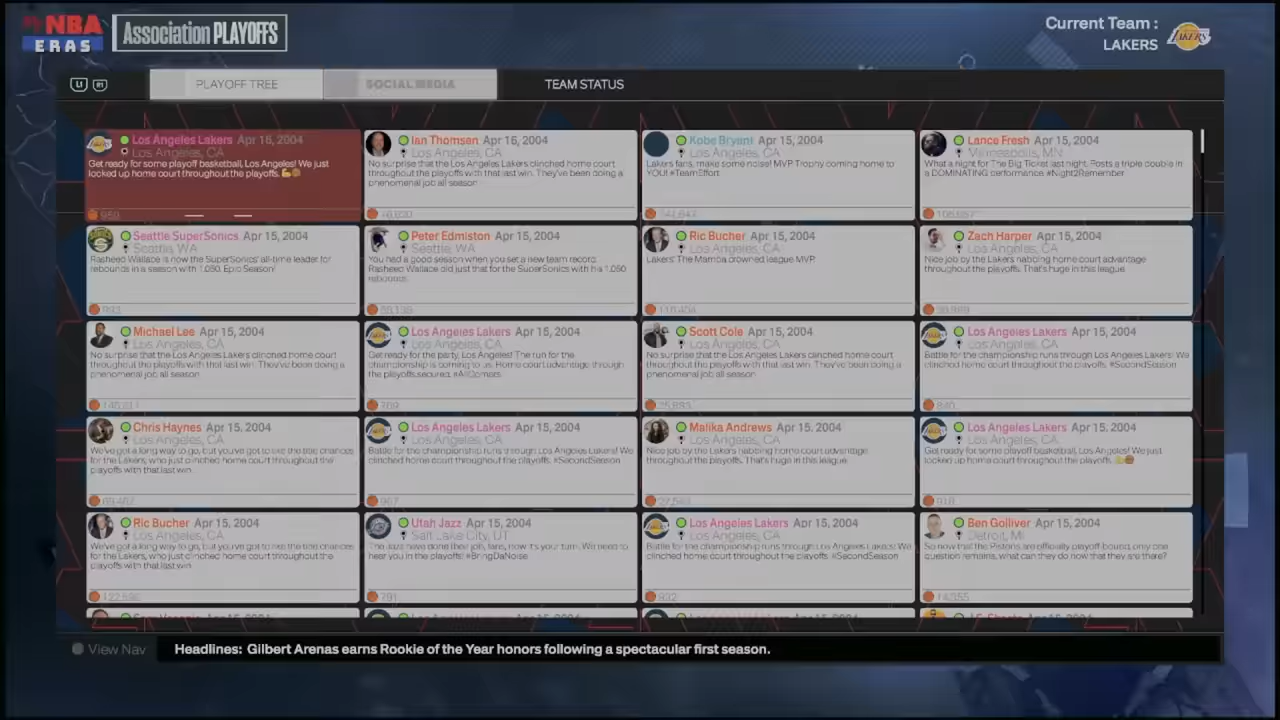 NBA
ERAS
Association PLAYOFFS
Current Team :
LAKERS
L1 R1
PLAYOFF TREE
SOCIAL MEDIA
TEAM STATUS
Los Angeles Lakers Apr 15, 2004
Los Angeles, CA
Get ready for some playoff basketball, Los Angeles! We just
locked up home court throughout the playoffs.
Ian Thomsen Apr 15, 2004
Los Angeles, CA
No surprise that the Los Angeles Lakers clinched home court
throughout the playoffs with that last win. They've been doing a
phenomenal job all season
Kobe Bryant Apr 15, 2004
Los Angeles, CA
Lakers fans, make some noise! MVP Trophy coming home to
YOU! #TeamEffort
Lance Fresh Apr 15, 2004
Minneapolis, MN
What a night for The Big Ticket last night. Posts a triple double in
a DOMINATING performance. #Night2Remember
Seattle SuperSonics Apr 15, 2004
Seattle, WA
Rasheed Wallace is now the SuperSonics' all-time leader for
rebounds in a season with 1,050. Epic Season!
Peter Edmiston Apr 15, 2004
Seattle, WA
You had a good season when you set a new team record.
Rasheed Wallace did just that for the SuperSonics with his 1,050
rebounds.
Ric Bucher Apr 15, 2004
Los Angeles, CA
Lakers' The Mamba crowned league MVP
Zach Harper Apr 15, 2004
Los Angeles, CA
Nice job by the Lakers nabbing home court advantage
throughout the playoffs. That's huge in this league
Michael Lee Apr 15, 2004
Los Angeles, CA
No surprise that the Los Angeles Lakers clinched home court
throughout the playoffs with that last win. They've been doing a
phenomenal job all season
Los Angeles Lakers Apr 15, 2004
Los Angeles, CA
Get ready for the party, Los Angeles! The run for the
championship is coming to us. Home court advantage through
the playoffs secured. #AllComers
769
Scott Cole Apr 15, 2004
Los Angeles, CA
No surprise that the Los Angeles Lakers clinched home court
throughout the playoffs with that last win. They've been doing a
phenomenal job all season
Los Angeles Lakers Apr 15, 2004
Los Angeles, CA
Battle for the championship runs through Los Angeles Lakers! We
clinched home court throughout the playoffs. #SecondSeason
Chris Haynes Apr 15, 2004
Los Angeles, CA
We've got a long way to go, but you've got to like the title chances
for the Lakers, who just clinched home court throughout the
playoffs with that last win
Los Angeles Lakers Apr 15, 2004
Los Angeles, CA
Battle for the championship runs through Los Angeles Lakers! We
clinched home court throughout the playoffs. #SecondSeason
Malika Andrews Apr 15, 2004
Los Angeles, CA
Nice job by the Lakers nabbing home court advantage
throughout the playoffs. That's huge in this league
Los Angeles Lakers Apr 15, 2004
Los Angeles, CA
Get ready for some playoff basketball, Los Angeles! We just
locked up home court throughout the playoffs.
Ric Bucher Apr 15, 2004
Los Angeles, CA
We've got a long way to go, but you've got to like the title chances
for the Lakers, who just clinched home court throughout the
playoffs with that last win
Utah Jazz Apr 15, 2004
Salt Lake City, UT
The Jazz have done their job, fans, now it's your turn. We need to
hear you in the playoffs! #BringDaNoise
791
Los Angeles Lakers Apr 15, 2004
Los Angeles, CA
Battle for the championship runs through Los Angeles Lakers! We
clinched home court throughout the playoffs. #SecondSeason
Ben Golliver Apr 15, 2004
Detroit, MI
So now that the Pistons are officially playoff-bound, only one
question remains, what can they do now that they are there?
View Nav
Headlines: Gilbert Arenas earns Rookie of the Year honors following a spectacular first season.